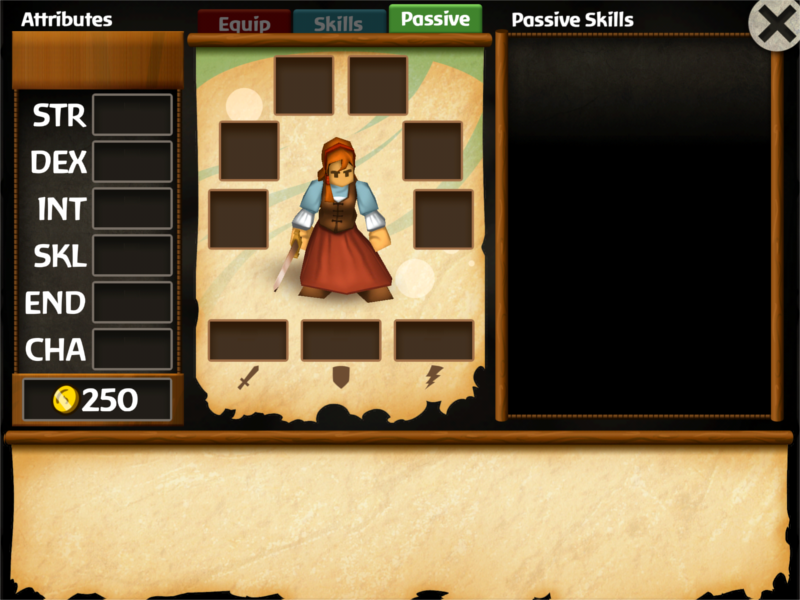 Attributes
Equip
Skills
Passive
Passive Skills
STR
DEX
INT
SKL
END
CHA
250